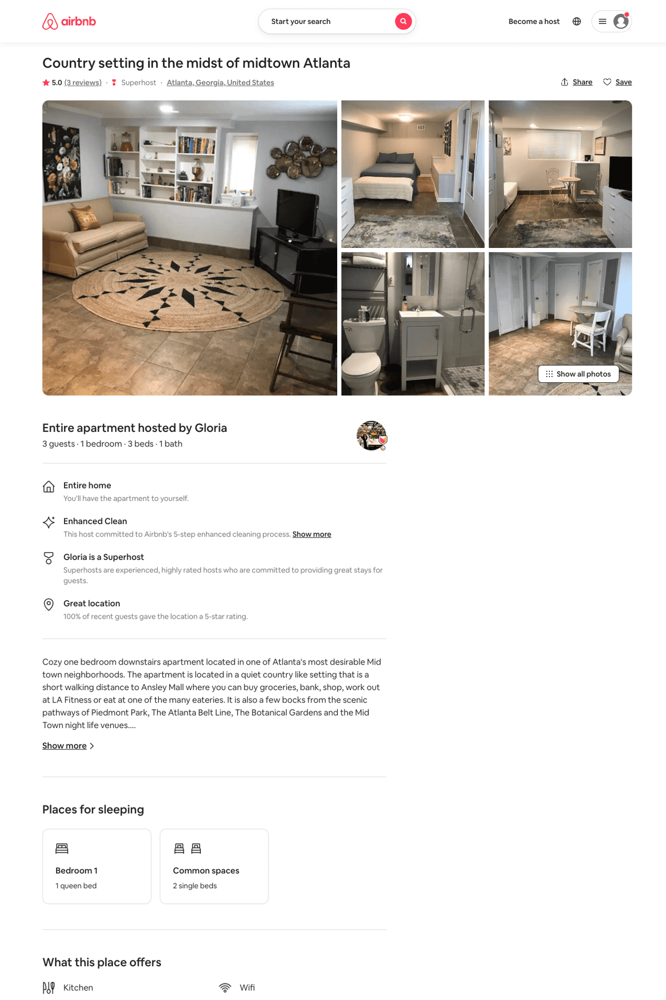 airbnb
Start your search
Become a host
Country setting in the midst of midtown Atlanta
5.0 (3 reviews) · Superhost · Atlanta, Georgia, United States
Share
Save
Show all photos
Entire apartment hosted by Gloria
3 guests · 1 bedroom · 3 beds · 1 bath
Entire home
You'll have the apartment to yourself.
Enhanced Clean
This host committed to Airbnb's 5-step enhanced cleaning process. Show more
Gloria is a Superhost
Superhosts are experienced, highly rated hosts who are committed to providing great stays for
guests.
Great location
100% of recent guests gave the location a 5-star rating.
Cozy one bedroom downstairs apartment located in one of Atlanta's most desirable Mid
town neighborhoods. The apartment is located in a quiet country like setting that is a
short walking distance to Ansley Mall where you can buy groceries, bank, shop, work out
at LA Fitness or eat at one of the many eateries. It is also a few bocks from the scenic
pathways of Piedmont Park, The Atlanta Belt Line, The Botanical Gardens and the Mid
Town night life venues....
Show more
Places for sleeping
Bedroom 1
1 queen bed
Common spaces
2 single beds
What this place offers
Kitchen
Wifi